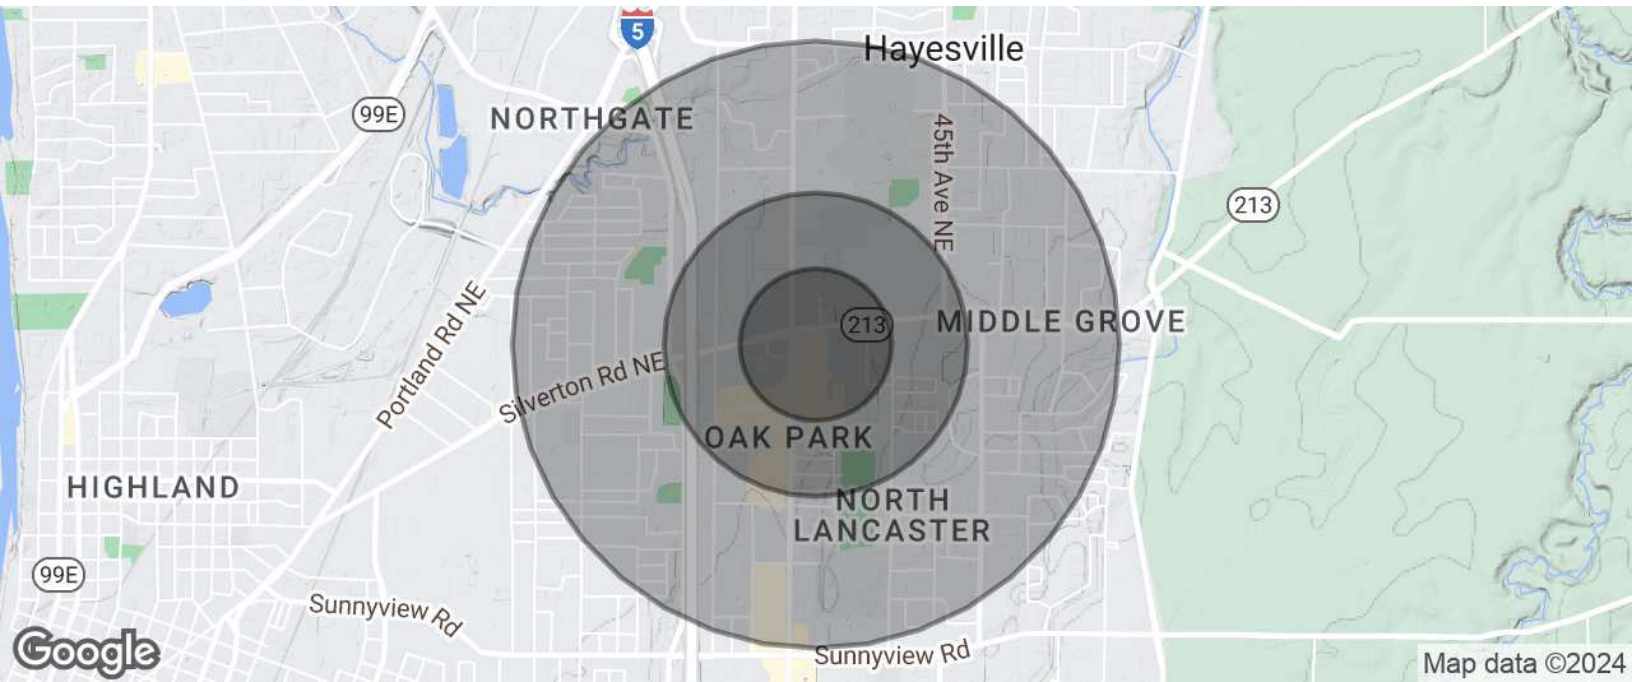 5
Hayesville
99E
NORTHGATE
45th Ave NE
213
213
MIDDLE GROVE
Portland Rd NE
Silverton Rd NE
OAK PARK
HIGHLAND
NORTH
LANCASTER
99E
Sunnyview Rd
Google
Sunnyview Rd
Map data ©2024